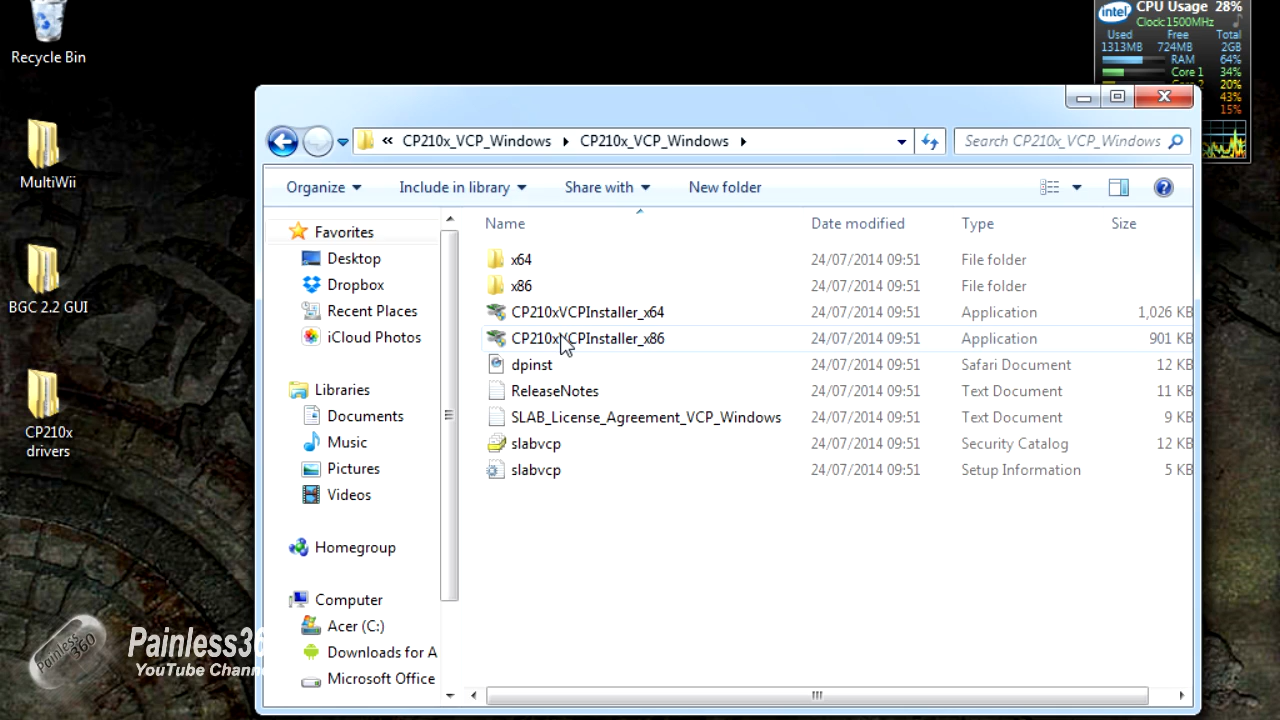 Recycle Bin
MultiWii
BGC 2.2 GUI
CP210x
drivers
intel
CPU Usage 28%
Clock 1500MHz
Used Free Total
1313MB 724MB 2GB
RAM 64%
Core 1 34%
20%
43%
15%
« CP210x_VCP_Windows CP210x_VCP_Windows
Search CP210x_VCP_Windows
Organize Include in library Share with New folder
Name Date modified Type Size
x64 24/07/2014 09:51 File folder
x86 24/07/2014 09:51 File folder
CP210xVCPInstaller_x64 24/07/2014 09:51 Application 1,026 KB
CP210xVCPInstaller_x86 24/07/2014 09:51 Application 901 KB
dpinst 24/07/2014 09:51 Safari Document 12 KB
ReleaseNotes 24/07/2014 09:51 Text Document 11 KB
SLAB_License_Agreement_VCP_Windows 24/07/2014 09:51 Text Document 9 KB
slabvcp 24/07/2014 09:51 Security Catalog 12 KB
slabvcp 24/07/2014 09:51 Setup Information 5 KB
Favorites
Desktop
Dropbox
Recent Places
iCloud Photos
Libraries
Documents
Music
Pictures
Videos
Homegroup
Computer
Acer (C:)
Downloads for A
Microsoft Office
Painless360
Painless36
YouTube Chann